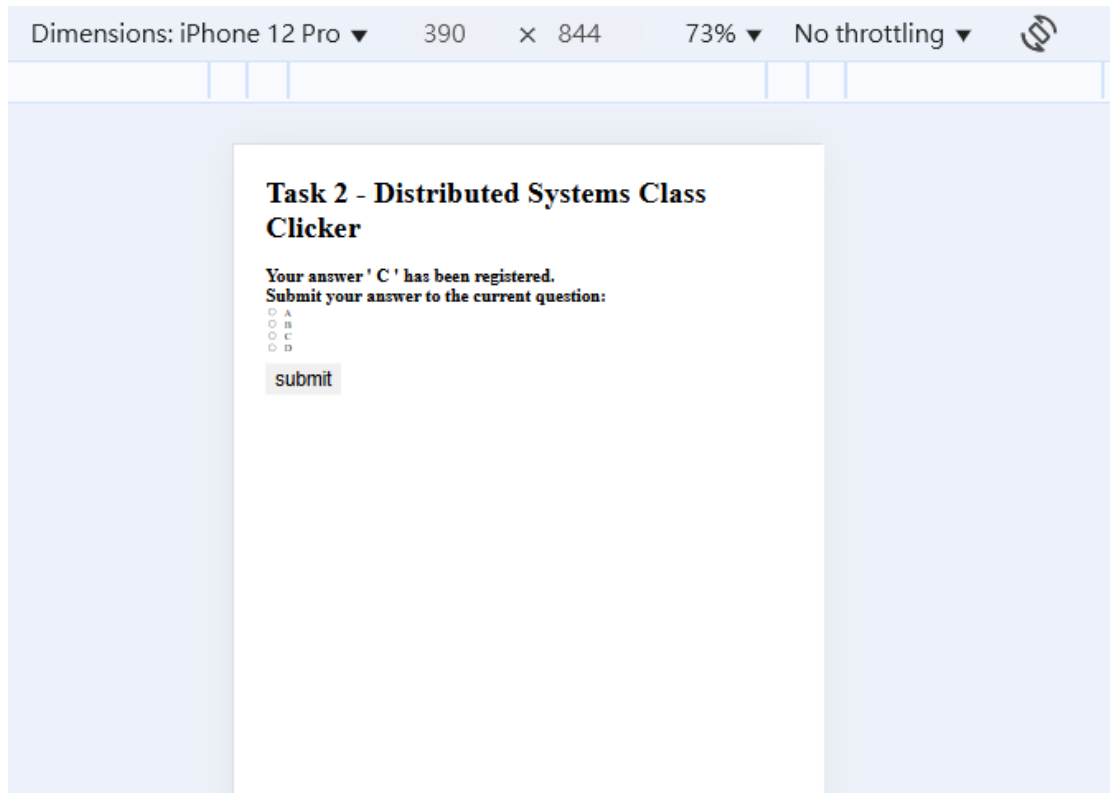 Dimensions: iPhone 12 Pro ▼ 390 × 844 73% ▼ No throttling ▼
Task 2 - Distributed Systems Class
Clicker
Your answer ' C ' has been registered.
Submit your answer to the current question:
A
B
C
D
submit